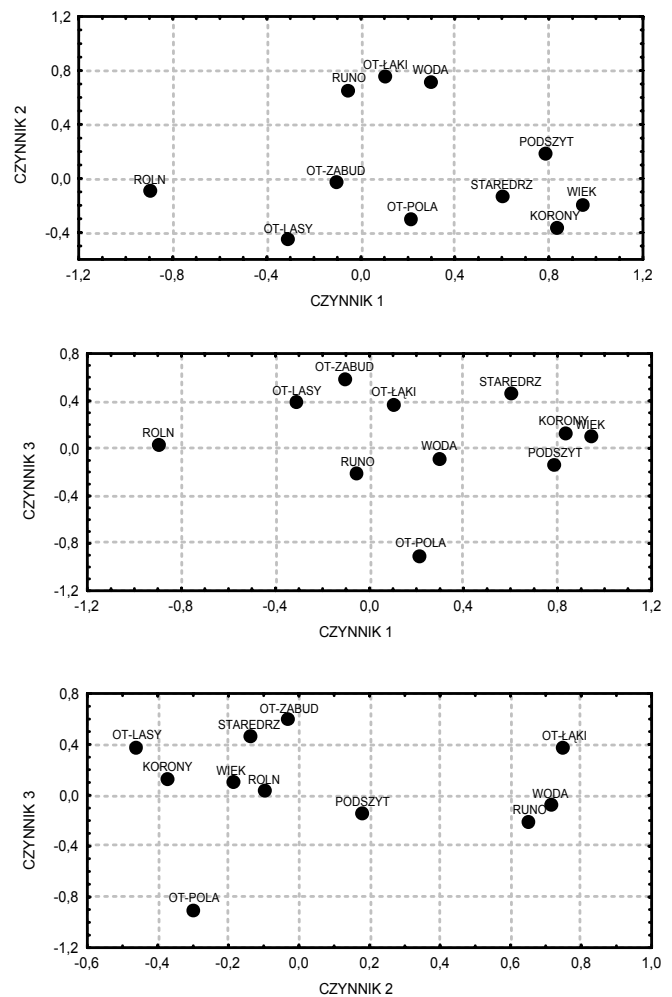 1,2
0,8
0,4
0,0
-0,4
CZYNNIK 2
OT-ŁĄKI
WODA
RUNO
PODSZYT
ROLN
OT-ZABUD
STAREDRZ
WIEK
OT-POLA
KORONY
OT-LASY
-1,2 -0,8 -0,4 0,0 0,4 0,8 1,2
CZYNNIK 1
0,8
0,4
0,0
-0,4
-0,8
-1,2
CZYNNIK 3
OT-ZABUD
OT-LASY
OT-ŁĄKI
STAREDRZ
ROLN
KORONY
WIEK
WODA
PODSZYT
RUNO
OT-POLA
-1,2 -0,8 -0,4 0,0 0,4 0,8 1,2
CZYNNIK 1
0,8
0,4
0,0
-0,4
-0,8
-1,2
CZYNNIK 3
OT-ZABUD
STAREDRZ
OT-LASY
OT-ŁĄKI
KORONY
WIEK
ROLN
PODSZYT
WODA
RUNO
OT-POLA
-0,6 -0,4 -0,2 0,0 0,2 0,4 0,6 0,8 1,0
CZYNNIK 2